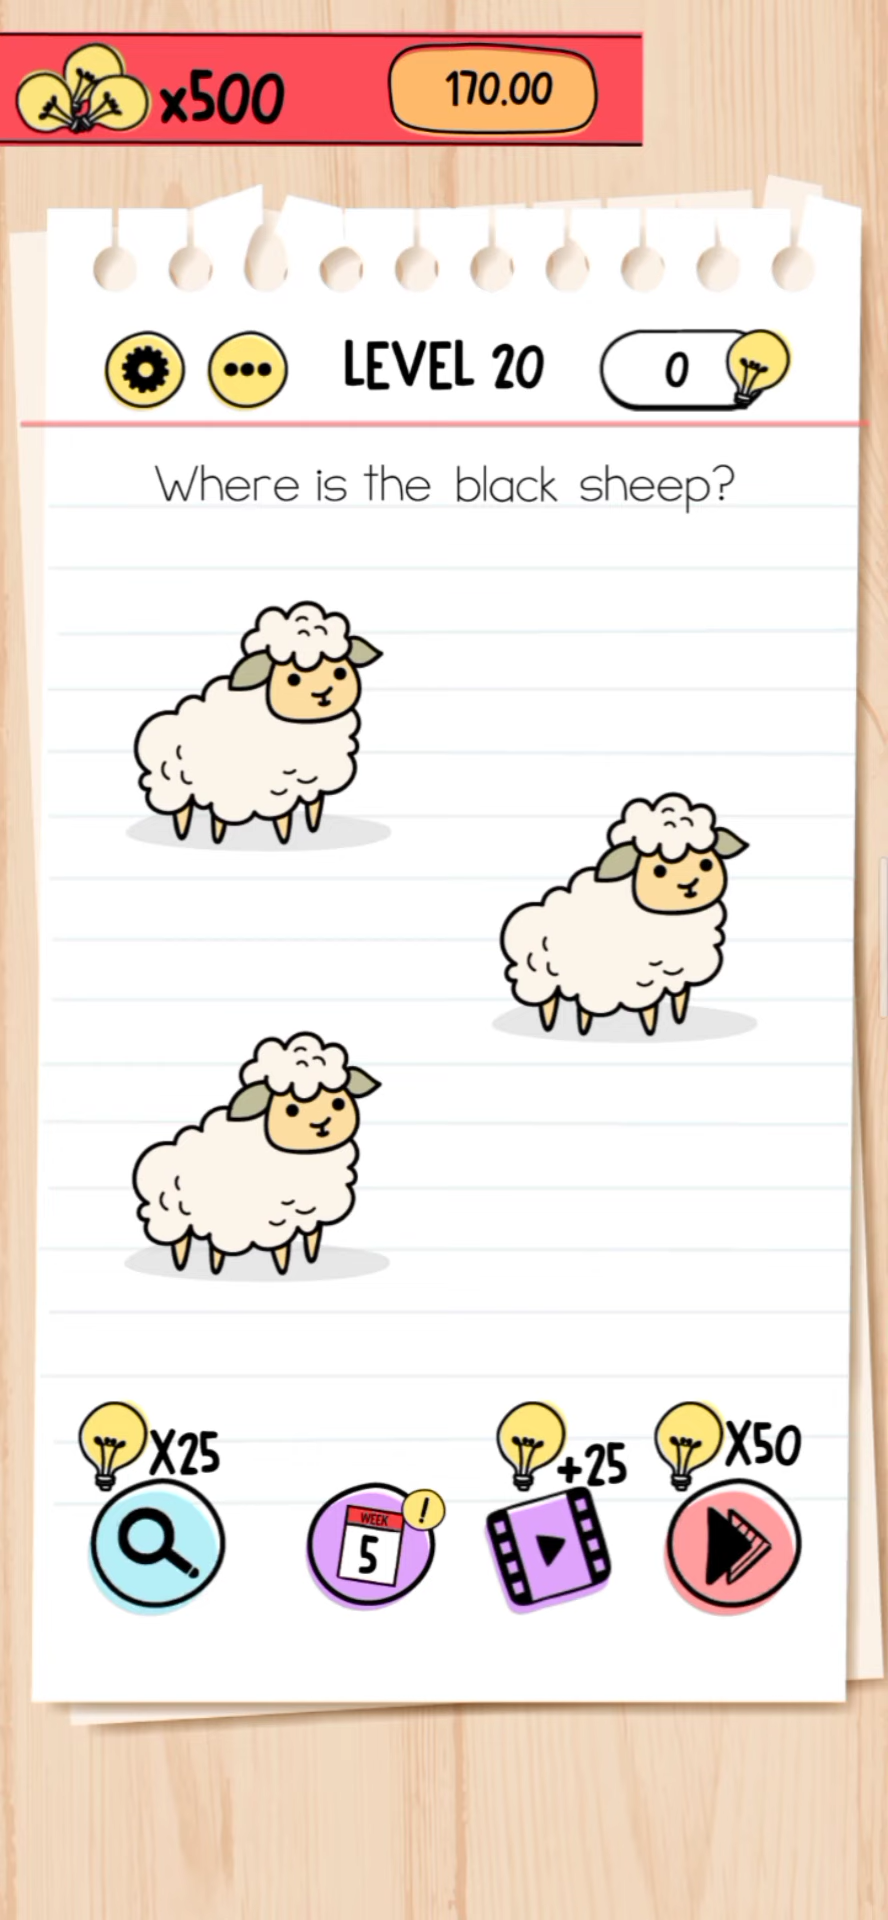 x500
170.00
LEVEL 20
0
Where is the black sheep?
X25
+25
X50
WEEK
5
!